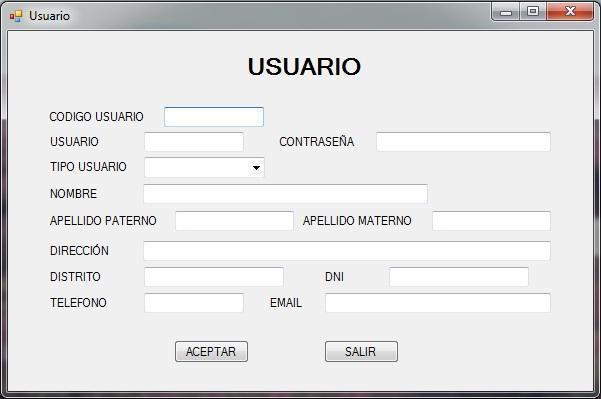 Usuario
USUARIO
CODIGO USUARIO
USUARIO CONTRASEÑA
TIPO USUARIO
NOMBRE
APELLIDO PATERNO APELLIDO MATERNO
DIRECCIÓN
DISTRITO DNI
TELEFONO EMAIL
ACEPTAR SALIR